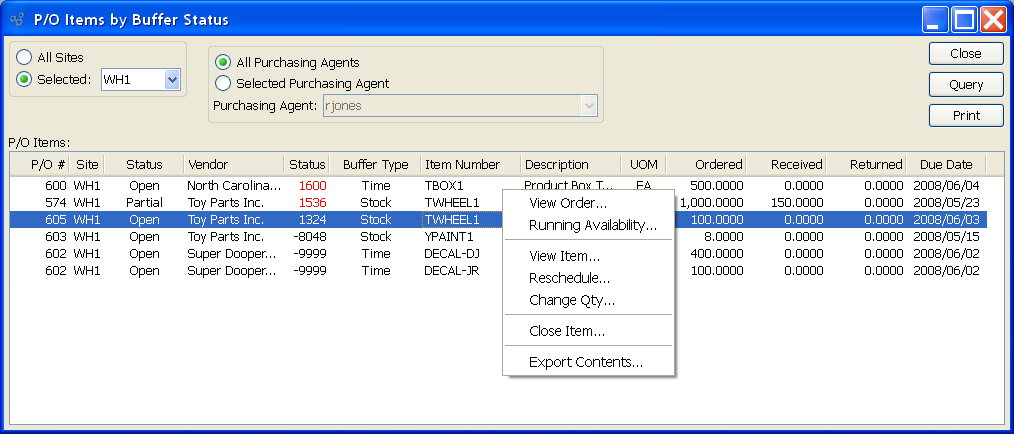 P/O Items by Buffer Status
All Sites
Selected: WH1
All Purchasing Agents
Selected Purchasing Agent
Purchasing Agent: rjones
Close
Query
Print
P/O Items:
P/O # Site Status Vendor Status Buffer Type Item Number Description UOM Ordered Received Returned Due Date
600 WH1 Open North Carolina... 1600 Time TBOX1 Product Box T... EA 500.0000 0.0000 0.0000 2008/06/04
574 WH1 Partial Toy Parts Inc. 1536 Stock TWHEEL1 1,000.0000 150.0000 0.0000 2008/05/23
605 WH1 Open Toy Parts Inc. 1324 Stock TWHEEL1 100.0000 0.0000 0.0000 2008/06/03
603 WH1 Open Toy Parts Inc. -8048 Stock YPAINT1 8.0000 0.0000 0.0000 2008/05/15
602 WH1 Open Super Dooper... -9999 Time DECAL-DJ 400.0000 0.0000 0.0000 2008/06/02
602 WH1 Open Super Dooper... -9999 Time DECAL-JR 100.0000 0.0000 0.0000 2008/06/02
View Order...
Running Availability...
View Item...
Reschedule...
Change Qty...
Close Item...
Export Contents...